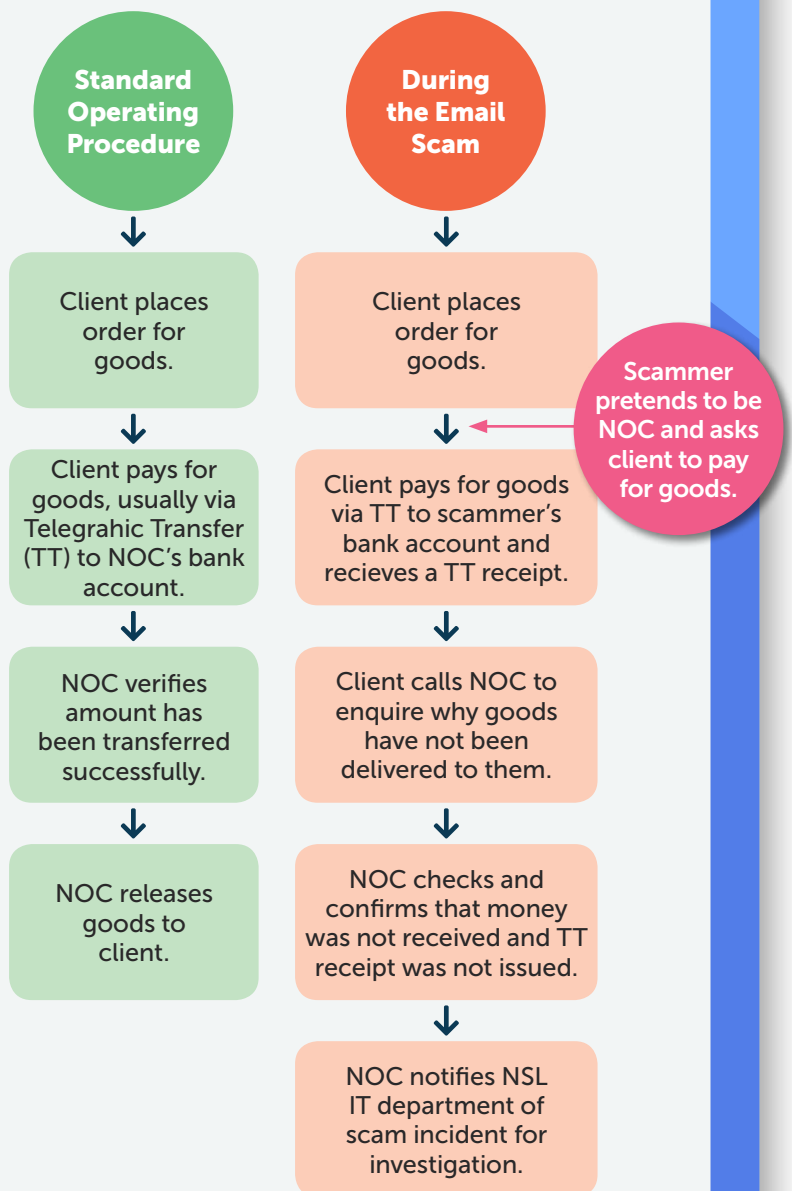 Standard
Operating
Procedure
Client places
order for
goods.
Client pays for
goods, usually via
Telegrahic Transfer
(TT) to NOC's bank
account.
NOC verifies
amount has
been transferred
successfully.
NOC releases
goods to
client.
During
the Email
Scam
Client places
order for
goods.
Scammer
pretends to be
NOC and asks
client to pay
for goods.
Client pays for goods
via TT to scammer's
bank account and
recieves a TT receipt.
Client calls NOC to
enquire why goods
have not been
delivered to them.
NOC checks and
confirms that money
was not received and TT
receipt was not issued.
NOC notifies NSL
IT department of
scam incident for
investigation.